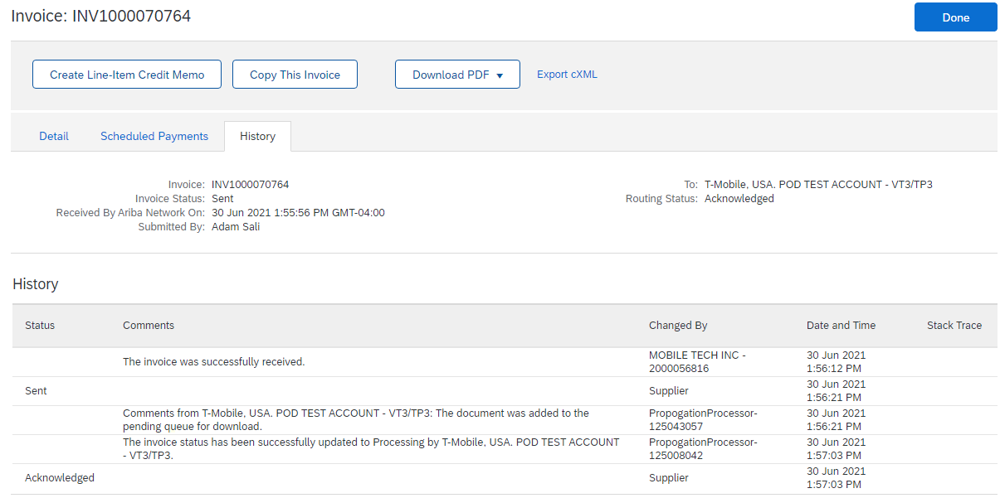 Invoice: INV1000070764
Done
Create Line-Item Credit Memo
Copy This Invoice
Download PDF
Export cXML
Detail
Scheduled Payments
History
Invoice: INV1000070764
Invoice Status: Sent
Received By Ariba Network On: 30 Jun 2021 1:55:56 PM GMT-04:00
Submitted By: Adam Sali
To: T-Mobile, USA. POD TEST ACCOUNT - VT3/TP3
Routing Status: Acknowledged
History
Status Comments Changed By Date and Time Stack Trace
The invoice was successfully received.
MOBILE TECH INC -
2000056816
30 Jun 2021
1:56:12 PM
Sent
Supplier
30 Jun 2021
1:56:21 PM
Comments from T-Mobile, USA. POD TEST ACCOUNT - VT3/TP3: The document was added to the
pending queue for download.
PropogationProcessor-
125043057
30 Jun 2021
1:56:21 PM
The invoice status has been successfully updated to Processing by T-Mobile, USA. POD TEST ACCOUNT
- VT3/TP3.
PropogationProcessor-
125008042
30 Jun 2021
1:57:03 PM
Acknowledged
Supplier
30 Jun 2021
1:57:03 PM